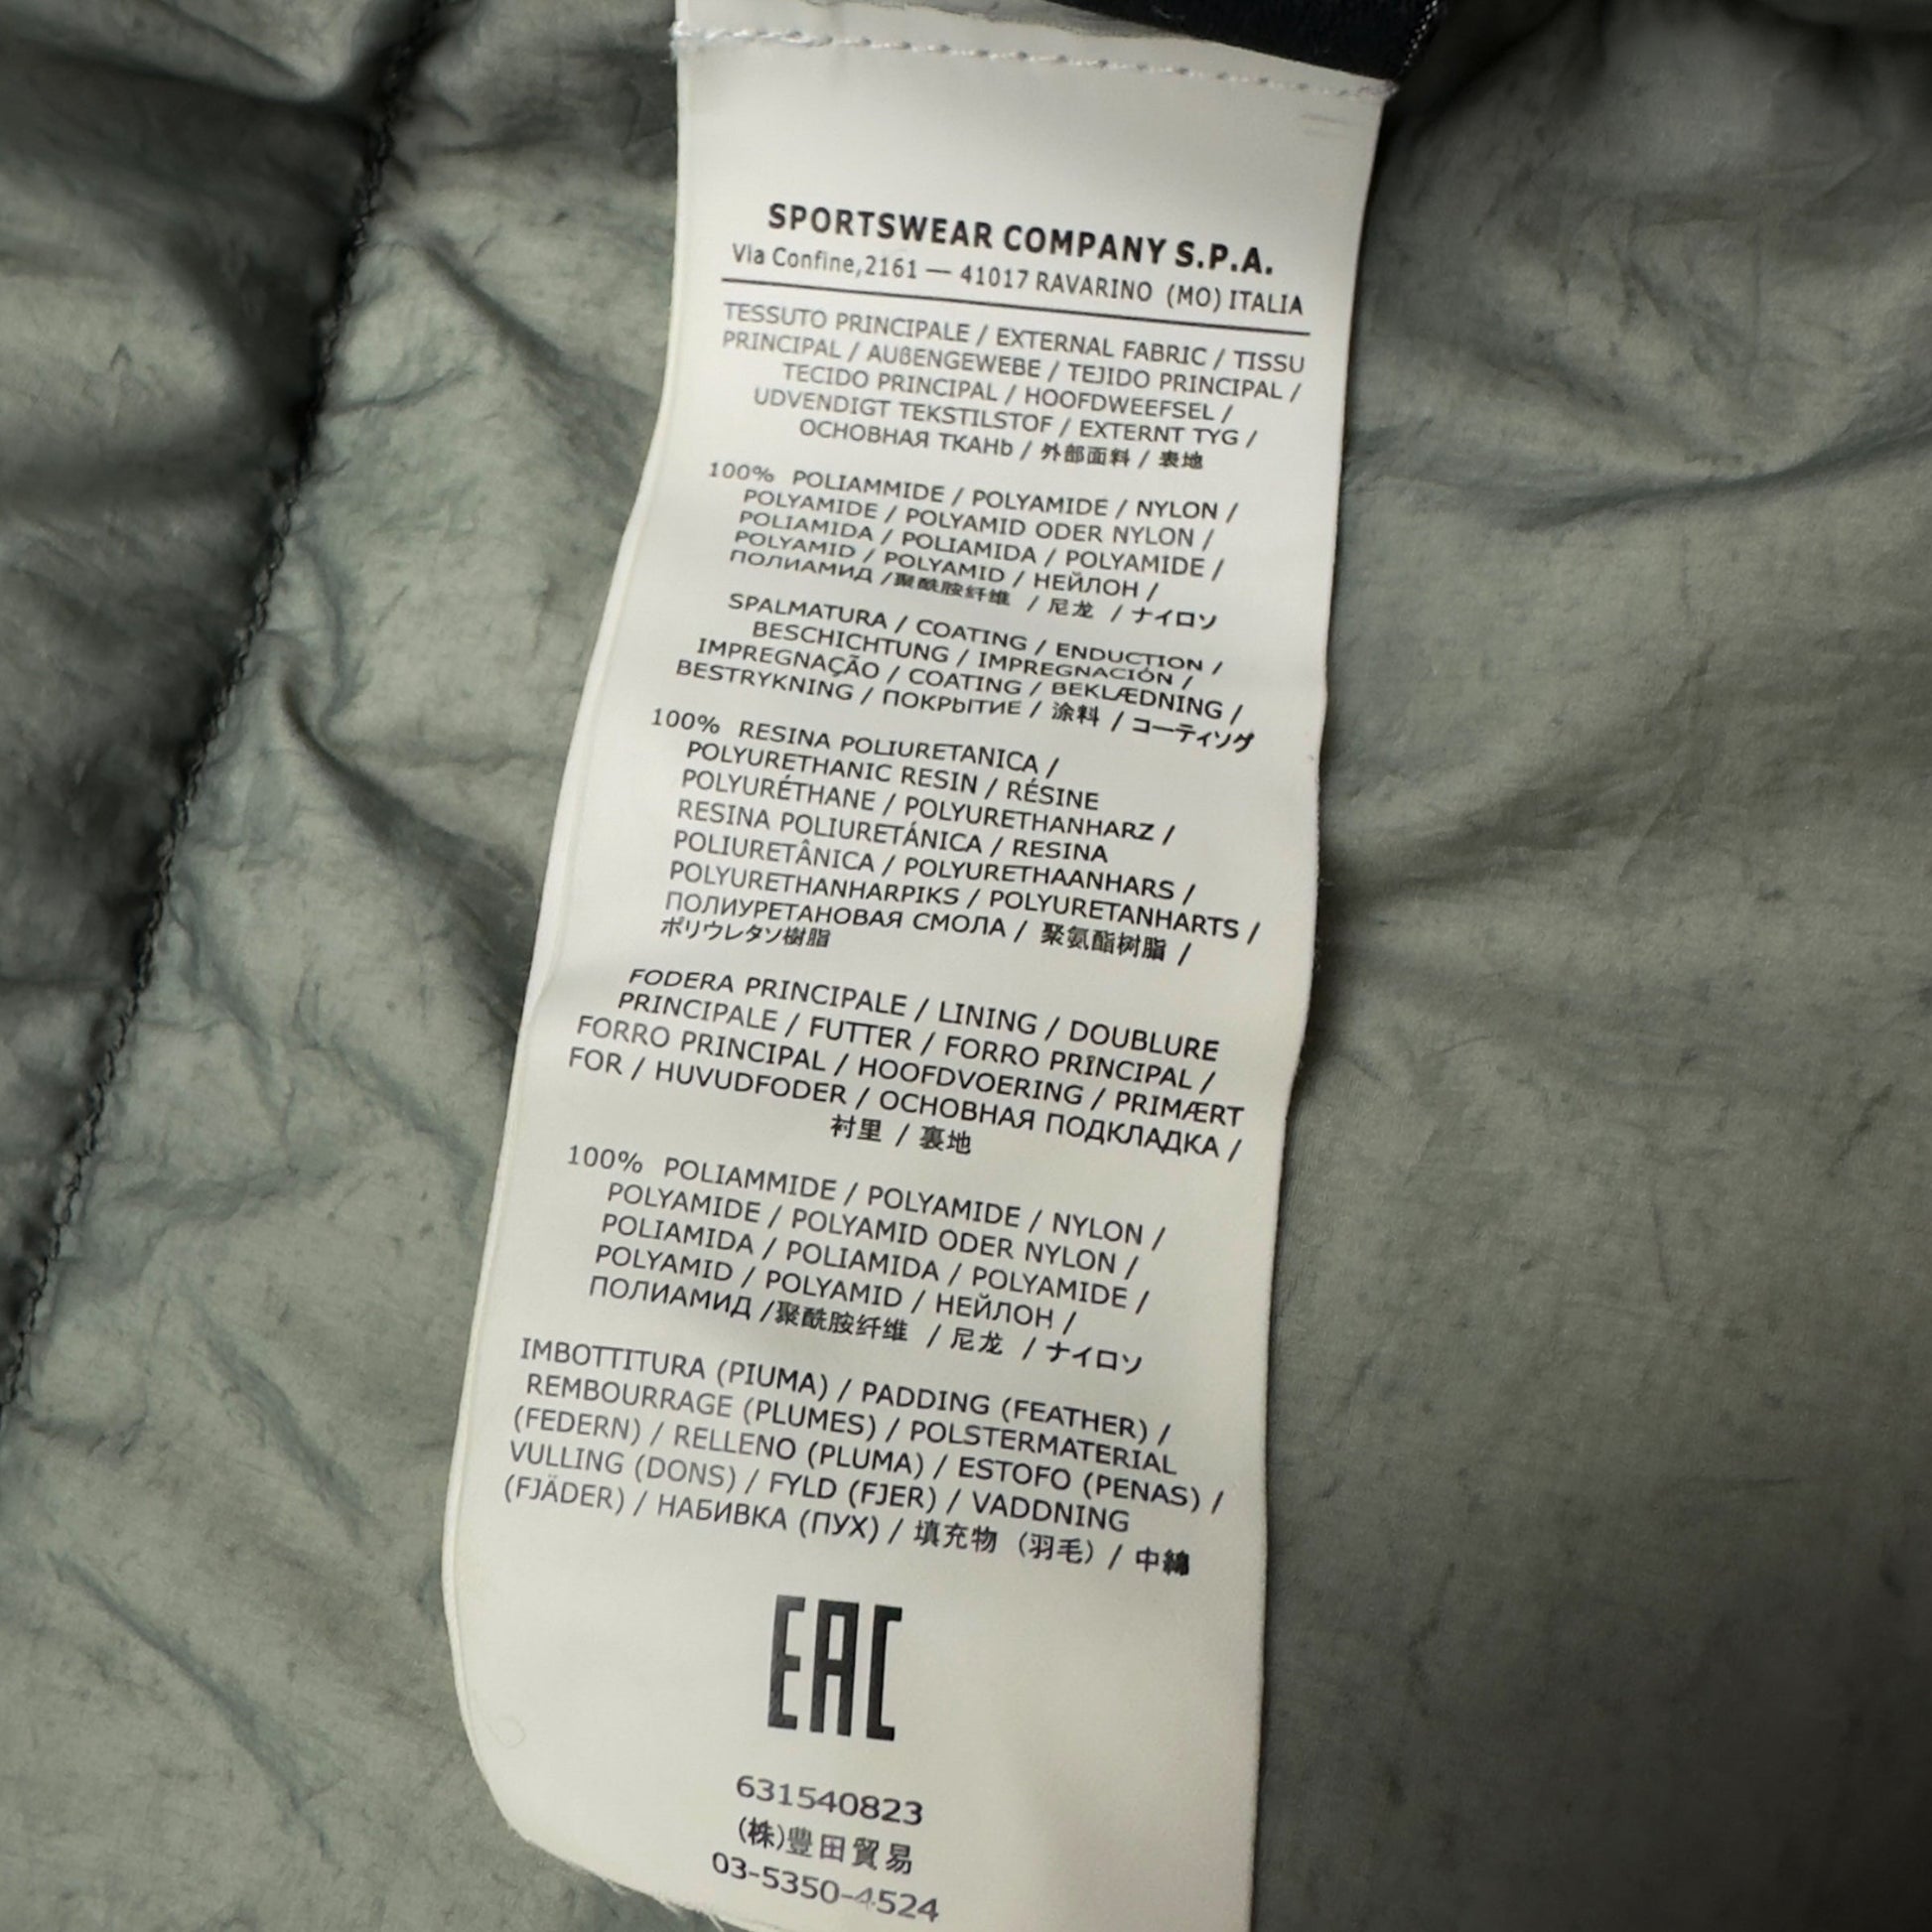 SPORTSWEAR COMPANY S.P.A.
Via Confine,2161 — 41017 RAVARINO (MO) ITALIA
TESSUTO PRINCIPALE / EXTERNAL FABRIC / TISSU
PRINCIPAL / AUßENGEWEBE / TEJIDO PRINCIPAL /
TECIDO PRINCIPAL / HOOFDWEEFSEL /
UDVENDIGT TEKSTILSTOF / EXTERNT TYG /
ОСНОВНАЯ ТКАНЬ / 外部面料 / 表地
100% POLIAMMIDE / POLYAMIDE / NYLON /
POLYAMIDE / POLYAMID ODER NYLON /
POLIAMIDA / POLIAMIDA / POLYAMIDE /
POLYAMID / POLYAMID / НЕЙЛОН /
ПОЛИАМИД /聚酰胺纤维 / 尼龙 / ナイロン
SPALMATURA / COATING / ENDUCTION /
BESCHICHTUNG / IMPREGNACIÓN /
IMPREGNAÇÃO / COATING / BEKLÆDNING /
BESTRYKNING / ПОКРЫТИЕ / 涂料 / コーティング
100% RESINA POLIURETANICA /
POLYURETHANIC RESIN / RÉSINE
POLYURÉTHANE / POLYURETHANHARZ /
RESINA POLIURETÁNICA / RESINA
POLIURETÂNICA / POLYURETHAANHARS /
POLYURETHANHARPIKS / POLYURETANHARTS /
ПОЛИУРЕТАНОВАЯ СМОЛА / 聚氨酯树脂 /
ポリウレタン樹脂
FODERA PRINCIPALE / LINING / DOUBLURE
PRINCIPALE / FUTTER / FORRO PRINCIPAL /
FORRO PRINCIPAL / HOOFDVOERING / PRIMÆRT
FOR / HUVUDFODER / ОСНОВНАЯ ПОДКЛАДКА /
衬里 / 裏地
100% POLIAMMIDE / POLYAMIDE / NYLON /
POLYAMIDE / POLYAMID ODER NYLON /
POLIAMIDA / POLIAMIDA / POLYAMIDE /
POLYAMID / POLYAMID / НЕЙЛОН /
ПОЛИАМИД /聚酰胺纤维 / 尼龙 / ナイロン
IMBOTTITURA (PIUMA) / PADDING (FEATHER) /
REMBOURRAGE (PLUMES) / POLSTERMATERIAL
(FEDERN) / RELLENO (PLUMA) / ESTOFO (PENAS) /
VULLING (DONS) / FYLD (FJER) / VADDNING
(FJÄDER) / НАБИВКА (ПУХ) / 填充物 (羽毛) / 中綿
EAC
631540823
(株)豊田貿易
03-5350-4524